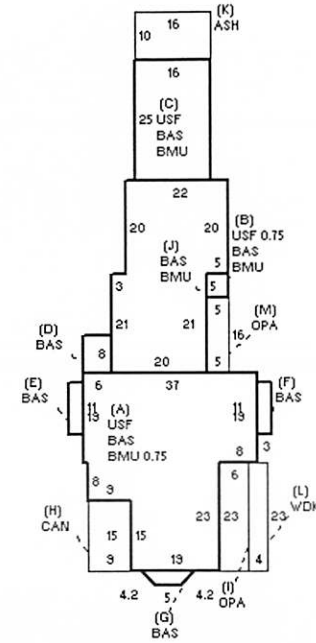 16
(K)
ASH
10
16
(C)
25 USF
BAS
BMU
22
20
20
(B)
USF 0.75
BAS
BMU
(J)
BAS
BMU
5
5
3
5
(M)
OPA
21
21
16
(D)
BAS
8
20
5
(E)
BAS
6
37
(F)
BAS
11
19
(A)
USF
BAS
BMU 0.75
11
19
8
3
8
9
6
(H)
CAN
(L)
WDK
15
15
23
23
23
9
19
4
4.2
5
4.2
(I)
OPA
(G)
BAS